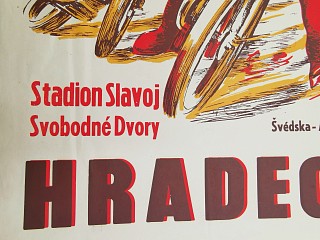 Stadion Slavoj
Svobodné Dvory
Švédska-
HRADEC